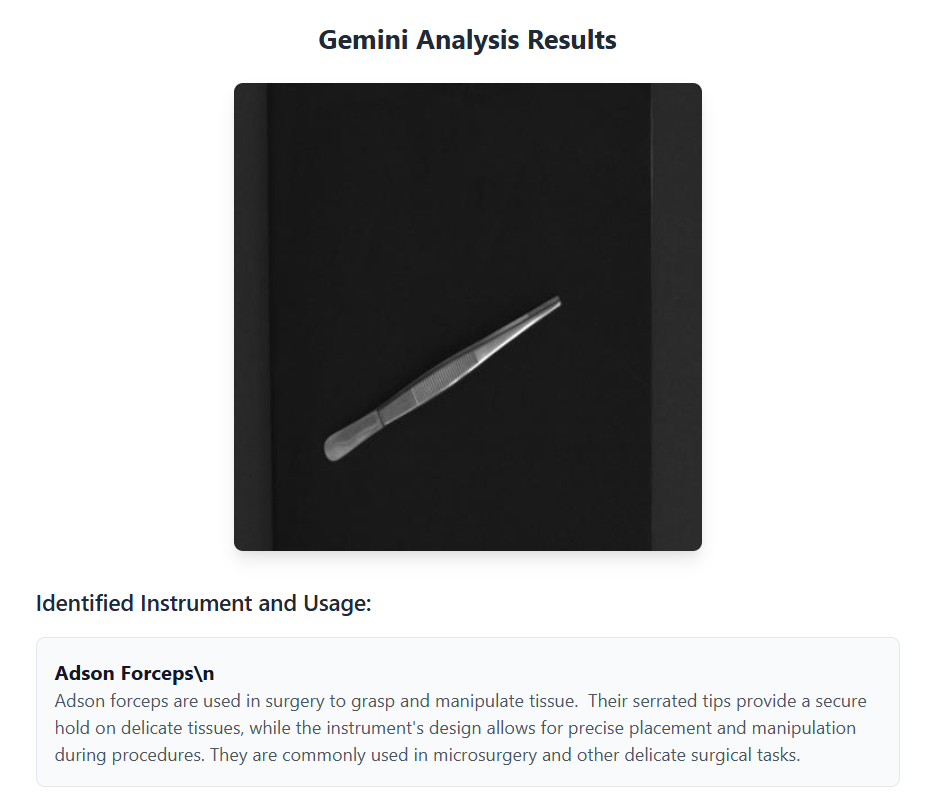 Gemini Analysis Results
Identified Instrument and Usage:
Adson Forceps\n
Adson forceps are used in surgery to grasp and manipulate tissue.  Their serrated tips provide a secure
hold on delicate tissues, while the instrument's design allows for precise placement and manipulation
during procedures. They are commonly used in microsurgery and other delicate surgical tasks.